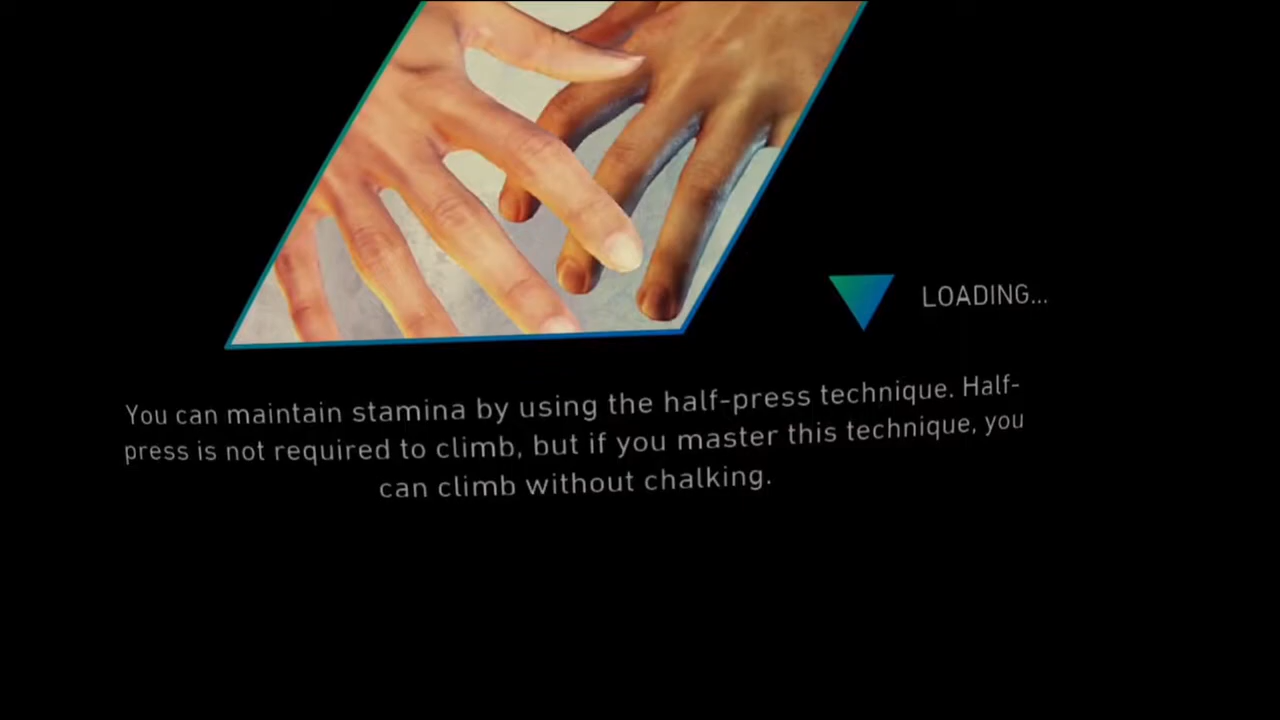 LOADING...
You can maintain stamina by using the half-press technique. Half-
press is not required to climb, but if you master this technique, you
can climb without chalking.